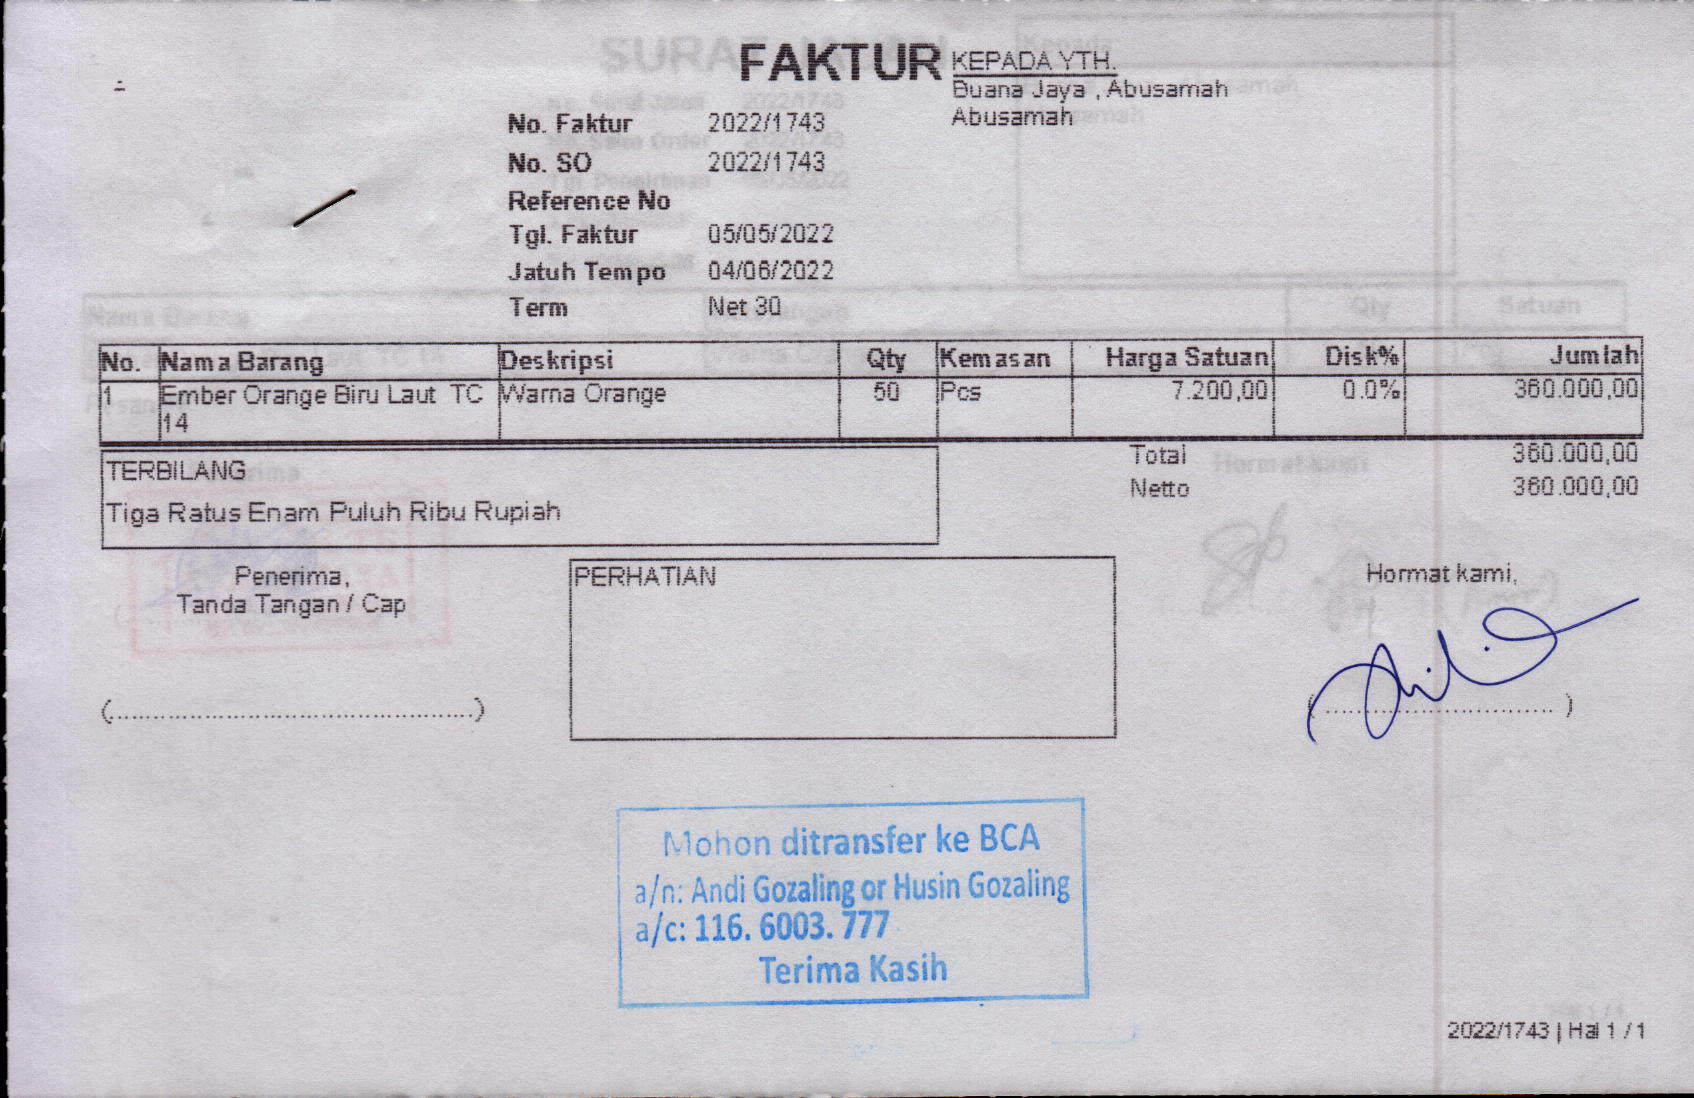 FAKTUR
KEPADA YTH.
Buana Jaya , Abusamah
Abusamah
No. Faktur 2022/1743
No. SO 2022/1743
Reference No
Tgl. Faktur 05/05/2022
Jatuh Tempo 04/06/2022
Term Net 30
No. Nama Barang Deskripsi Qty Kemasan Harga Satuan Disk% Jumlah
1 Ember Orange Biru Laut TC Warna Orange 50 Pcs 7.200,00 0.0% 360.000,00
14
Total 360.000,00
Netto 360.000,00
TERBILANG
Tiga Ratus Enam Puluh Ribu Rupiah
Penerima,
Tanda Tangan / Cap
(..................................................)
PERHATIAN
Hormat kami,
(.................................)
Mohon ditransfer ke BCA
a/n: Andi Gozaling or Husin Gozaling
a/c: 116. 6003. 777
Terima Kasih
2022/1743 | Hal 1 / 1